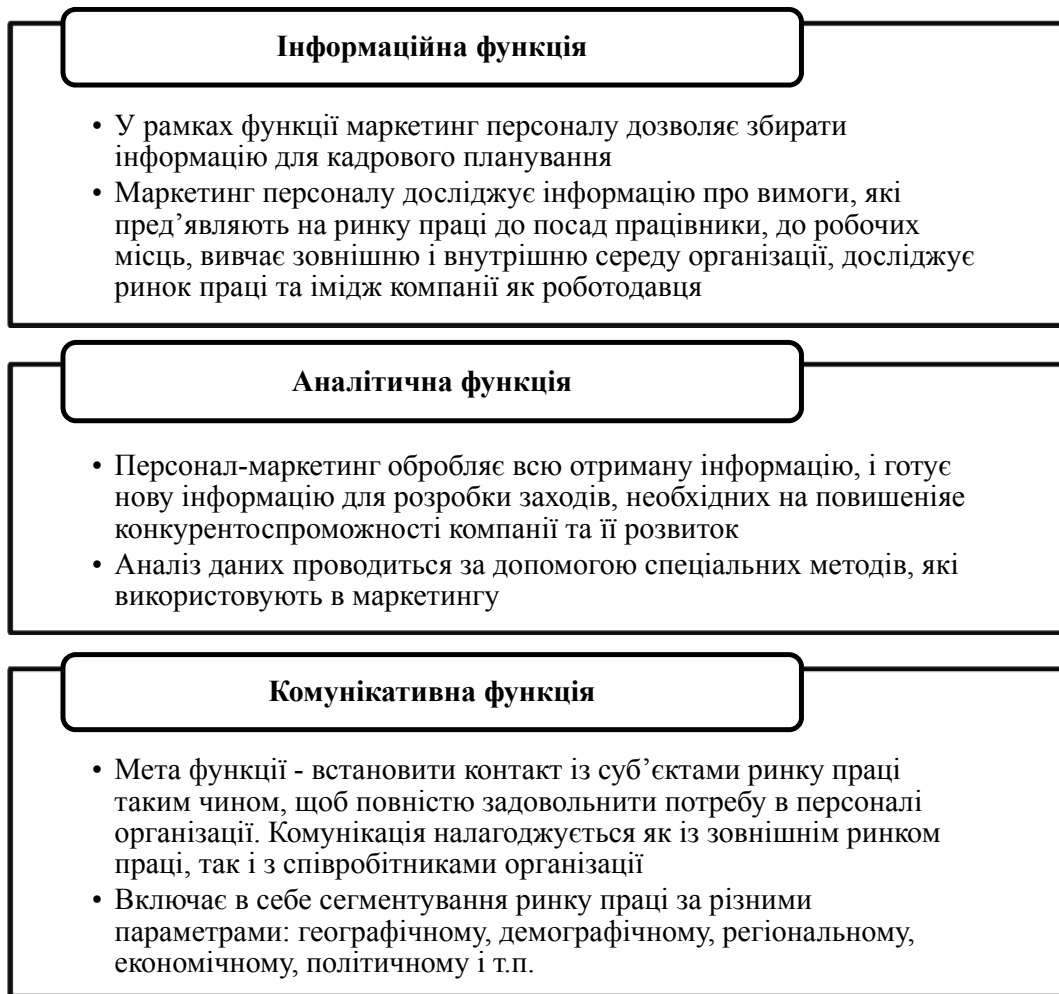 Інформаційна функція
• У рамках функції маркетинг персоналу дозволяє збирати
інформацію для кадрового планування
• Маркетинг персоналу досліджує інформацію про вимоги, які
пред’являють на ринку праці до посад працівники, до робочих
місць, вивчає зовнішню і внутрішню середу організації, досліджує
ринок праці та імідж компанії як роботодавця
Аналітична функція
• Персонал-маркетинг обробляє всю отриману інформацію, і готує
нову інформацію для розробки заходів, необхідних на повишеніяе
конкурентоспроможності компанії та її розвиток
• Аналіз даних проводиться за допомогою спеціальних методів, які
використовують в маркетингу
Комунікативна функція
• Мета функції - встановити контакт із суб’єктами ринку праці
таким чином, щоб повністю задовольнити потребу в персоналі
організації. Комунікація налагоджується як із зовнішнім ринком
праці, так і з співробітниками організації
• Включає в себе сегментування ринку праці за різними
параметрами: географічному, демографічному, регіональному,
економічному, політичному і т.п.